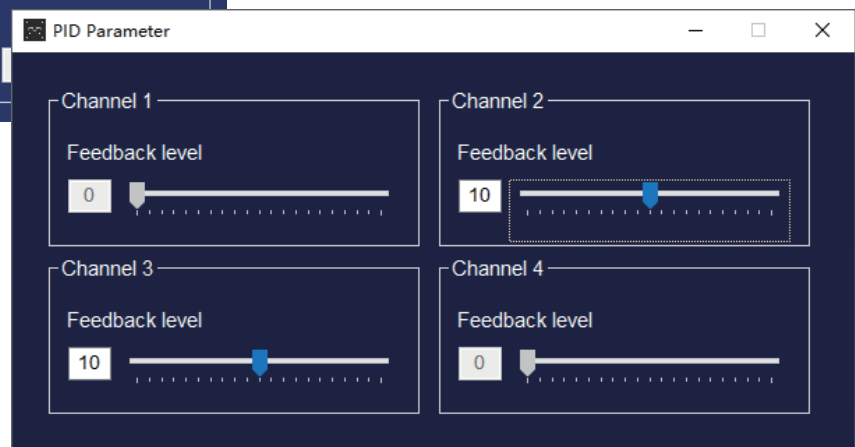 PID Parameter
Channel 1
Feedback level
0
Channel 2
Feedback level
10
Channel 3
Feedback level
10
Channel 4
Feedback level
0